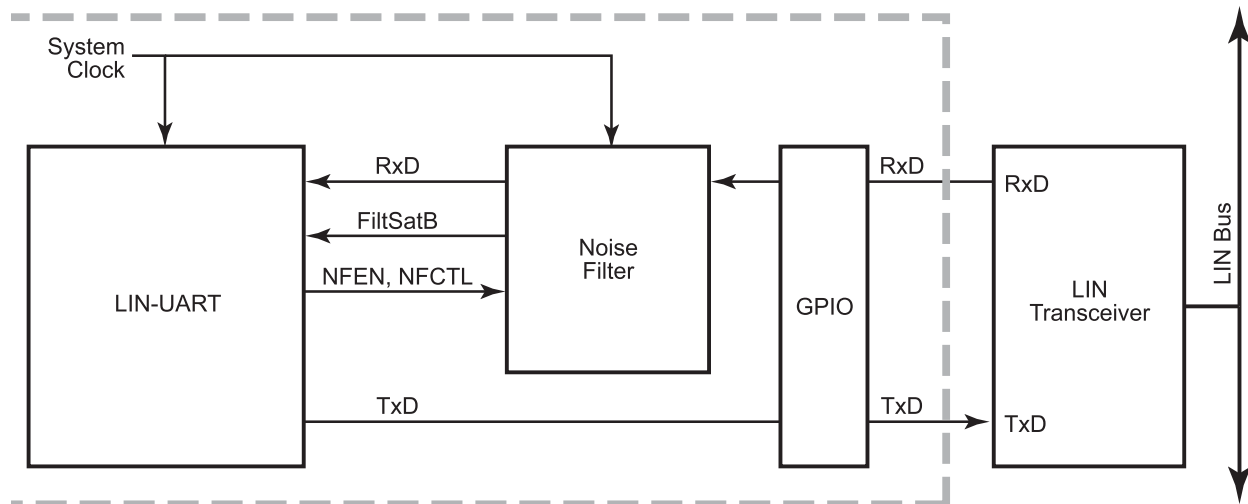 System
Clock
RxD
RxD
RxD
FiltSatB
Noise
Filter
NFEN, NFCTL
LIN-UART
GPIO
LIN
Transceiver
LIN Bus
TxD
TxD
TxD